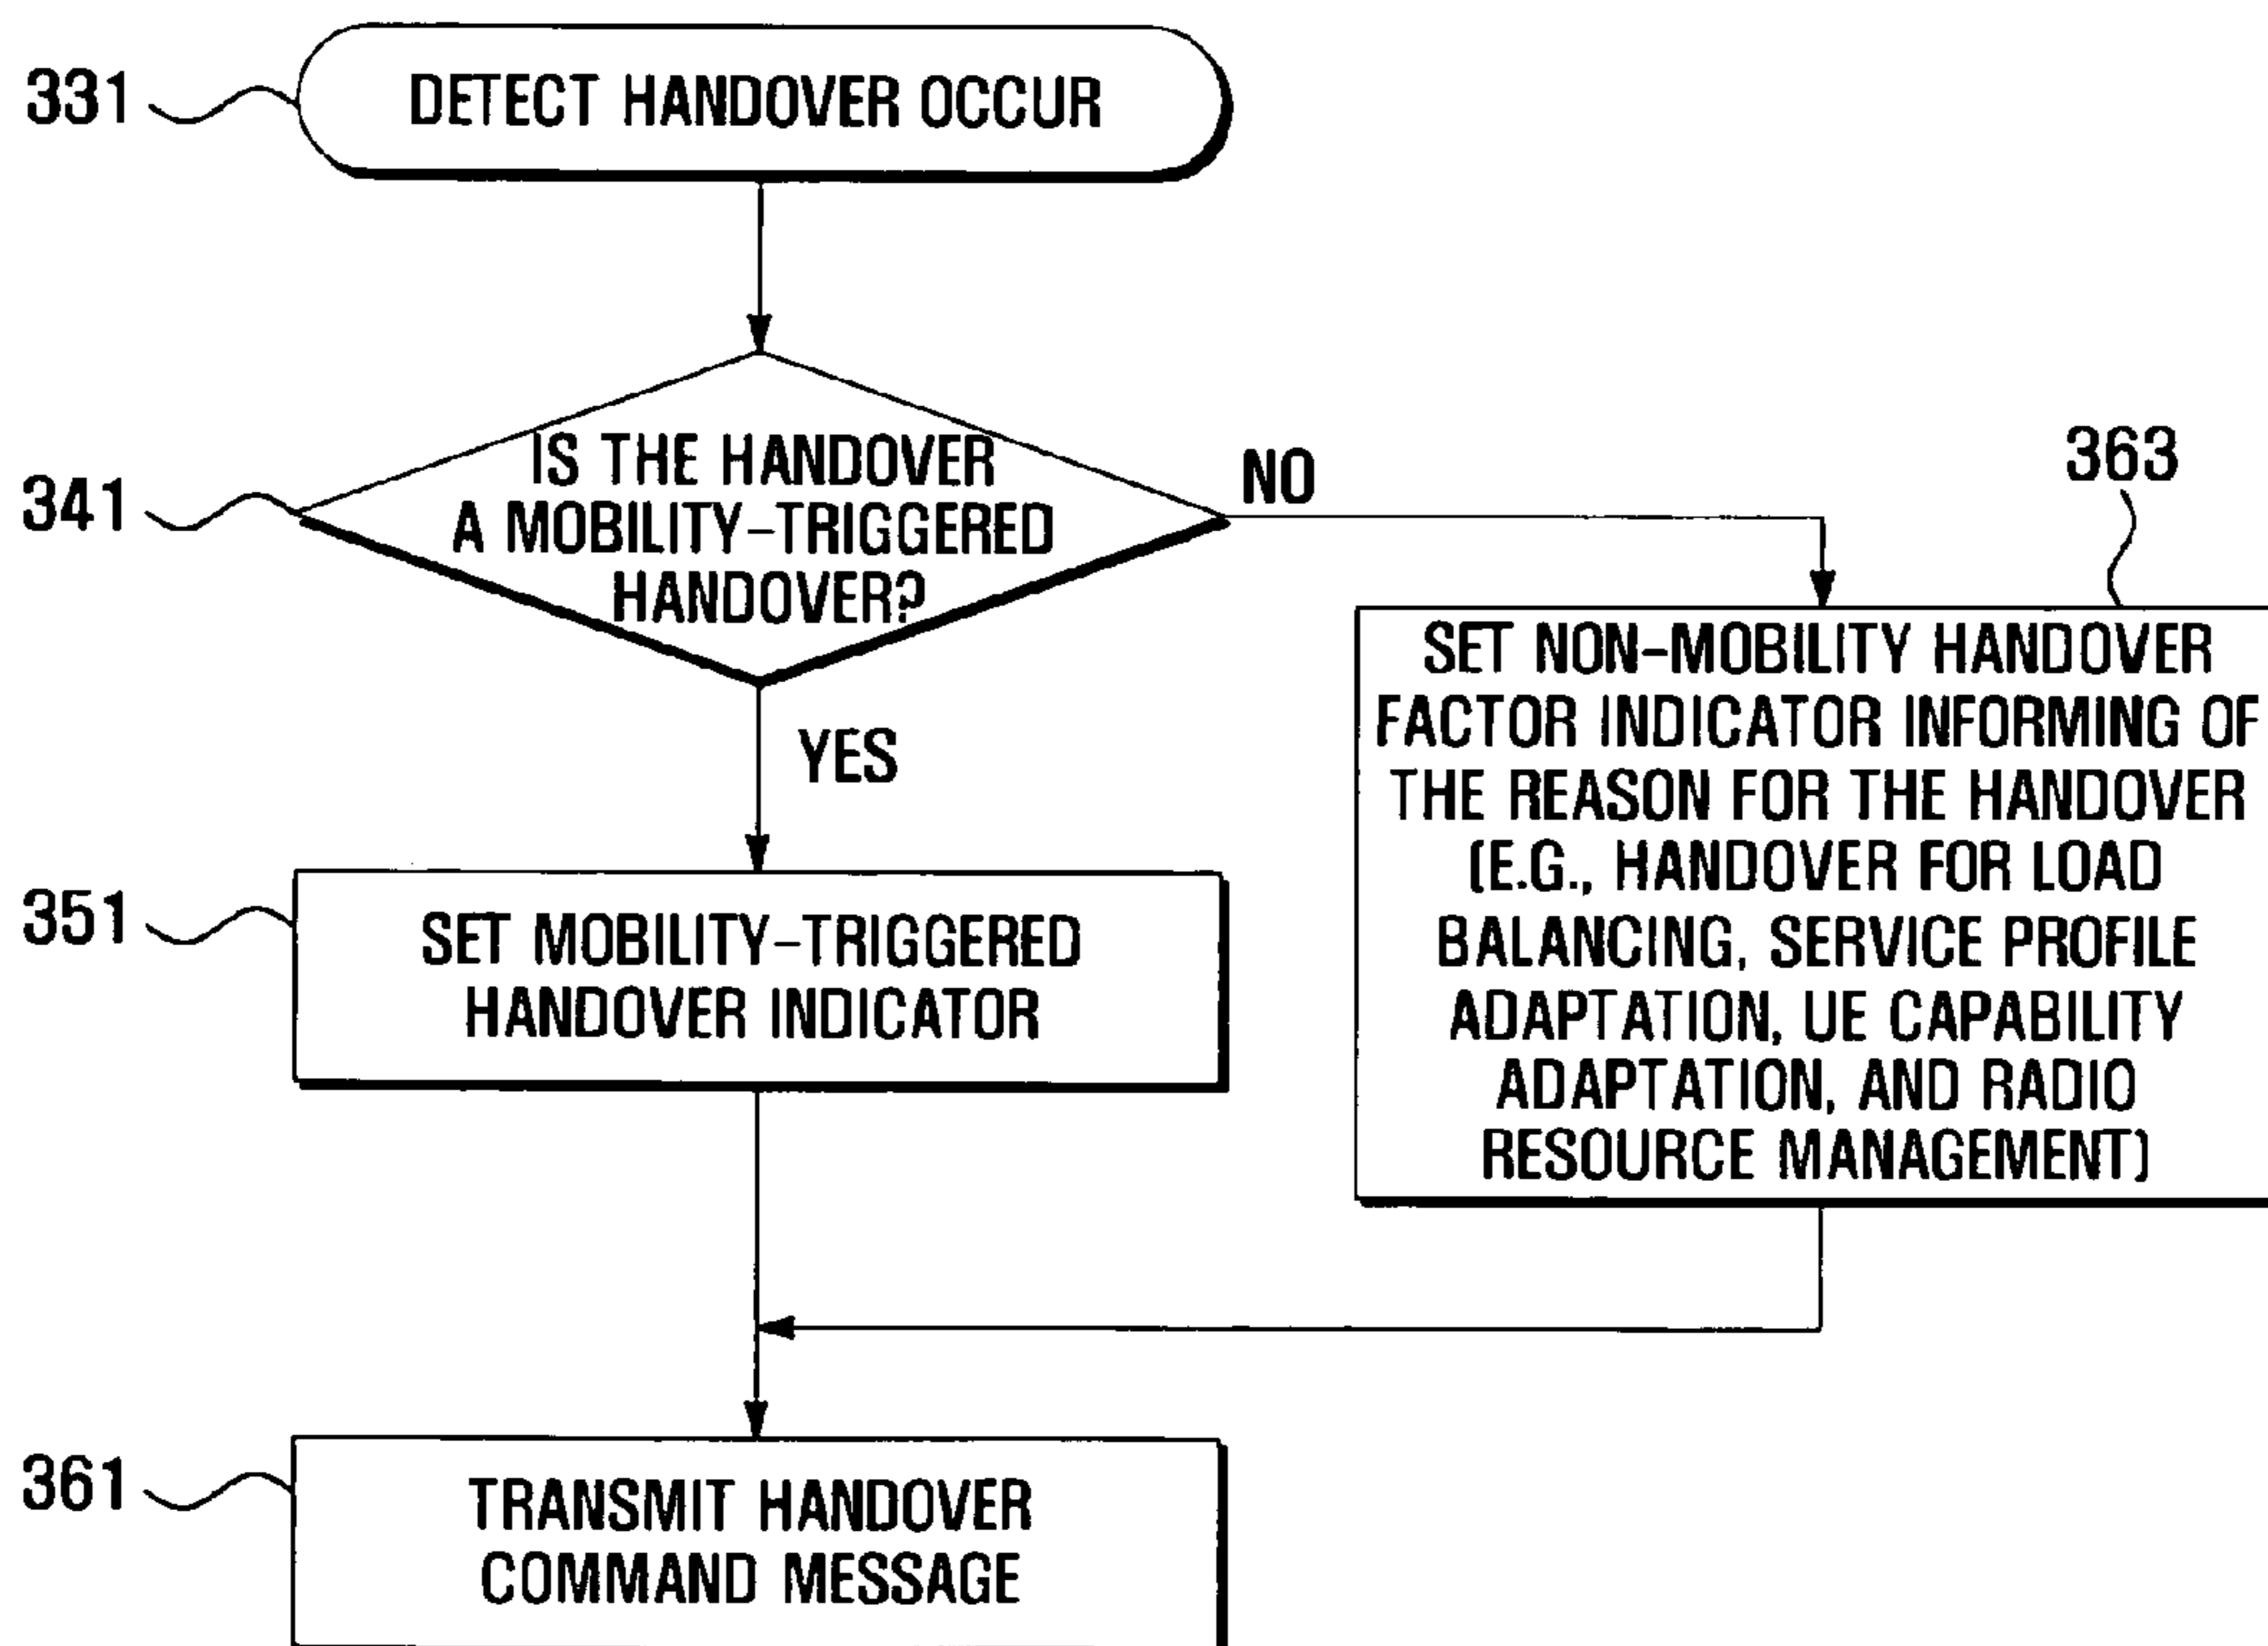 331
DETECT HANDOVER OCCUR
341
IS THE HANDOVER
A MOBILITY-TRIGGERED
HANDOVER?
NO
363
SET NON-MOBILITY HANDOVER
FACTOR INDICATOR INFORMING OF
THE REASON FOR THE HANDOVER
(E.G., HANDOVER FOR LOAD
BALANCING, SERVICE PROFILE
ADAPTATION, UE CAPABILITY
ADAPTATION, AND RADIO
RESOURCE MANAGEMENT)
YES
351
SET MOBILITY-TRIGGERED
HANDOVER INDICATOR
361
TRANSMIT HANDOVER
COMMAND MESSAGE